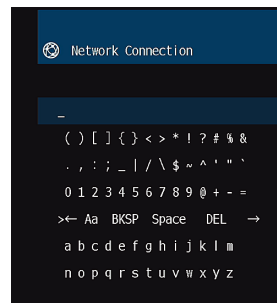 Network Connection
_
( ) [ ] { } < > * ! ? # % &
. , : ; _ | / \ $ ~ ^ ' " `
0 1 2 3 4 5 6 7 8 9 @ + - =
>← Aa BKSP Space DEL →
a b c d e f g h i j k l m
n o p q r s t u v w x y z